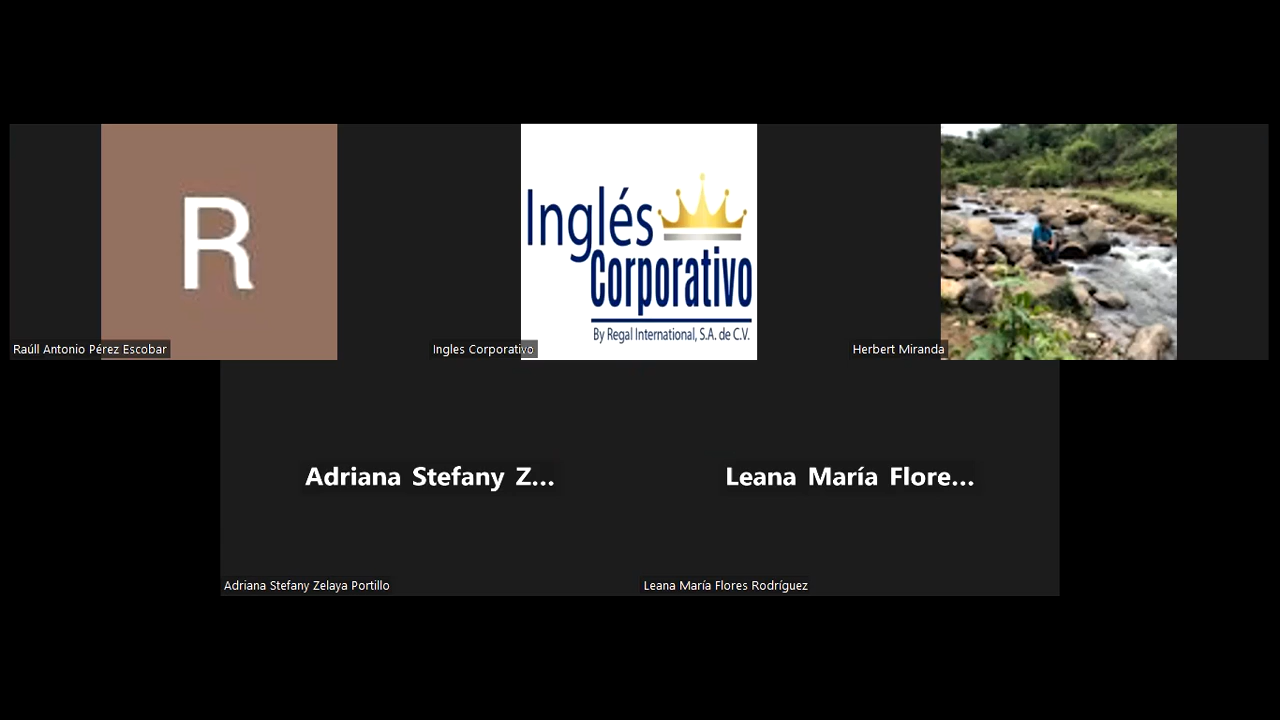 R
Raúll Antonio Pérez Escobar
Inglés
Corporativo
By Regal International, S.A. de C.V.
Ingles Corporativo
Herbert Miranda
Adriana Stefany Z...
Adriana Stefany Zelaya Portillo
Leana María Flore...
Leana María Flores Rodríguez